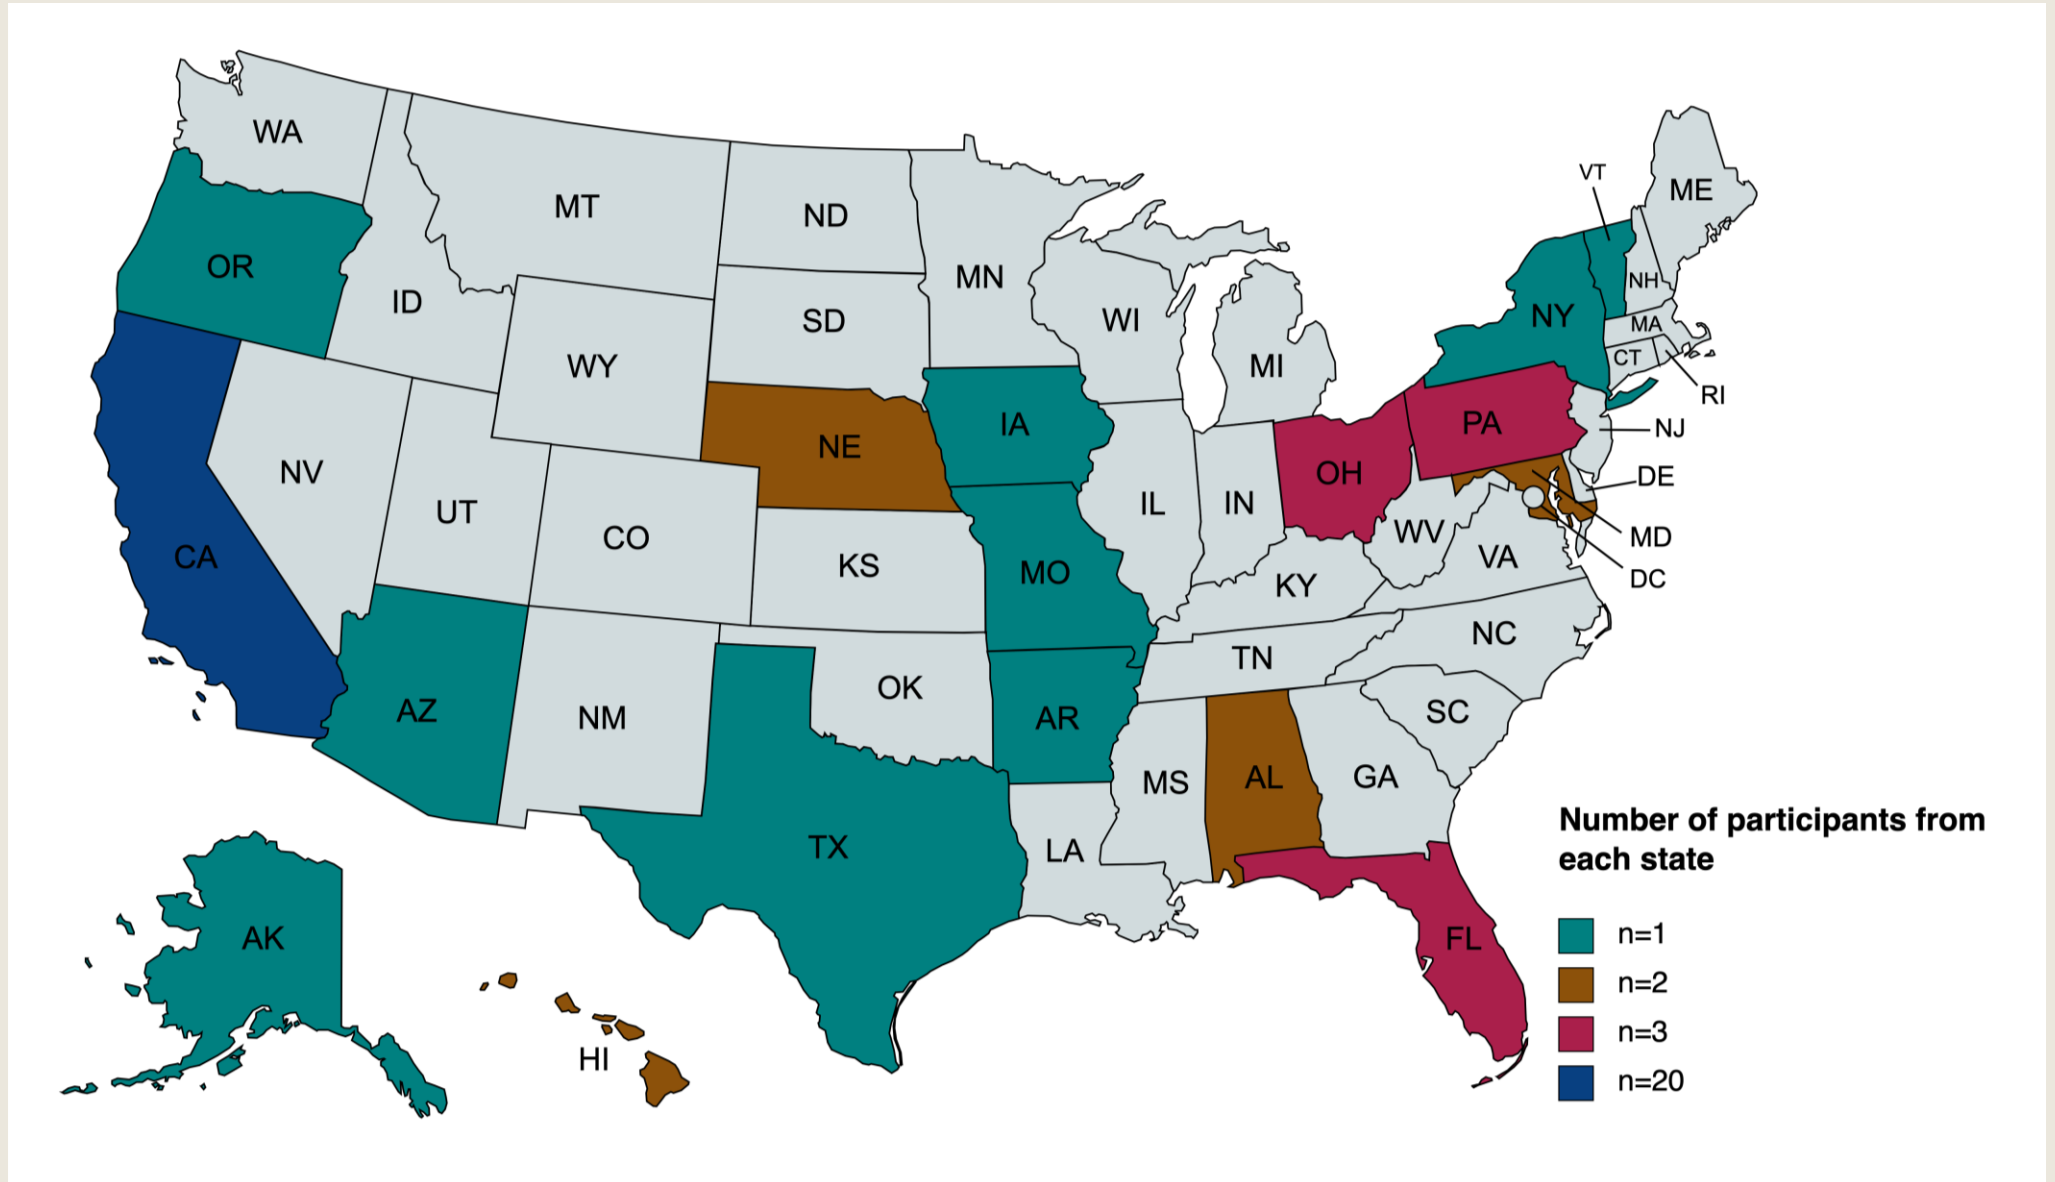 WA
MT
ND
MN
VT
ME
OR
ID
SD
WI
MI
NY
NH
MA
CT
RI
WY
NE
IA
PA
NJ
NV
UT
CO
KS
MO
IL
IN
OH
WV
VA
DE
MD
DC
CA
AZ
NM
OK
AR
TN
KY
NC
SC
MS
AL
GA
TX
LA
FL
AK
HI
Number of participants from
each state
n=1
n=2
n=3
n=20